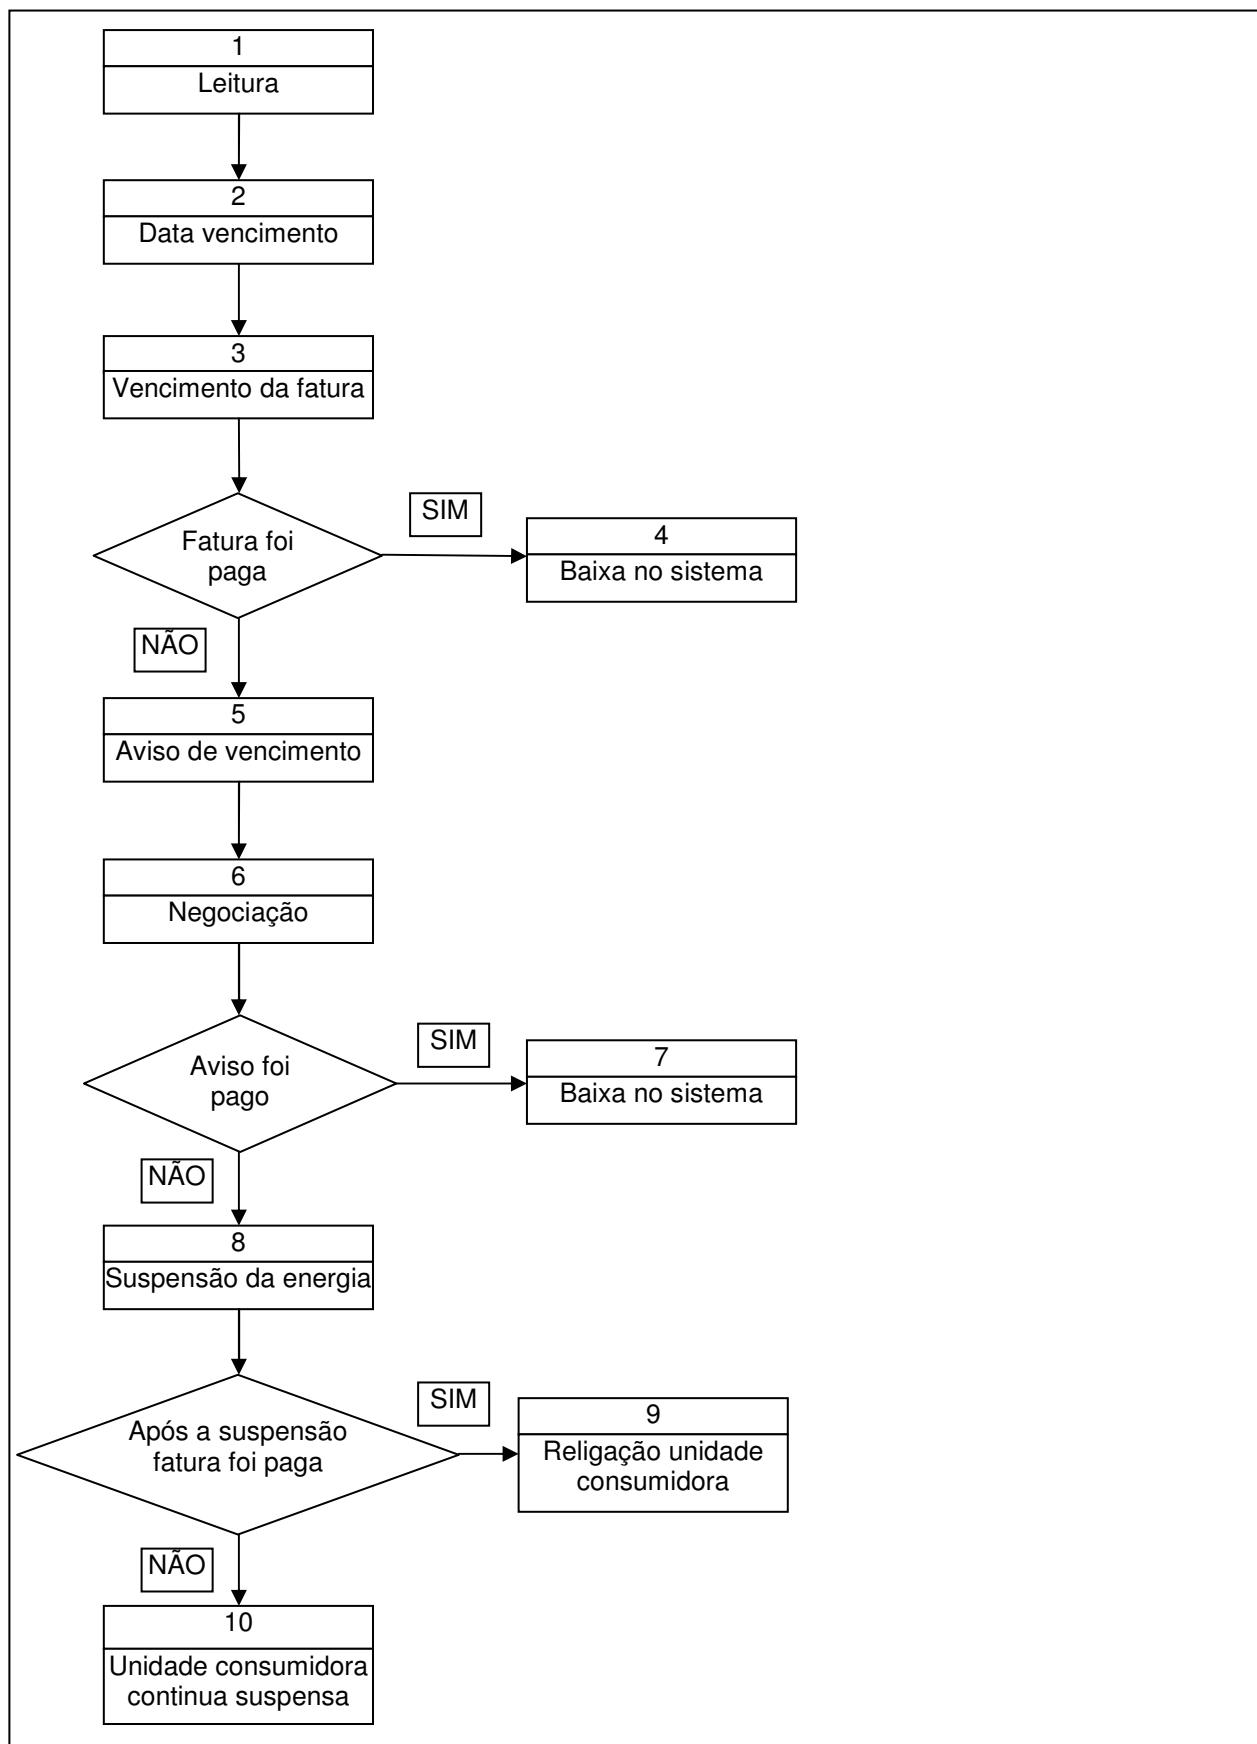 1
Leitura
2
Data vencimento
3
Vencimento da fatura
Fatura foi
paga
SIM
4
Baixa no sistema
NÃO
5
Aviso de vencimento
6
Negociação
Aviso foi
pago
SIM
7
Baixa no sistema
NÃO
8
Suspensão da energia
Após a suspensão
fatura foi paga
SIM
9
Religação unidade
consumidora
NÃO
10
Unidade consumidora
continua suspensa